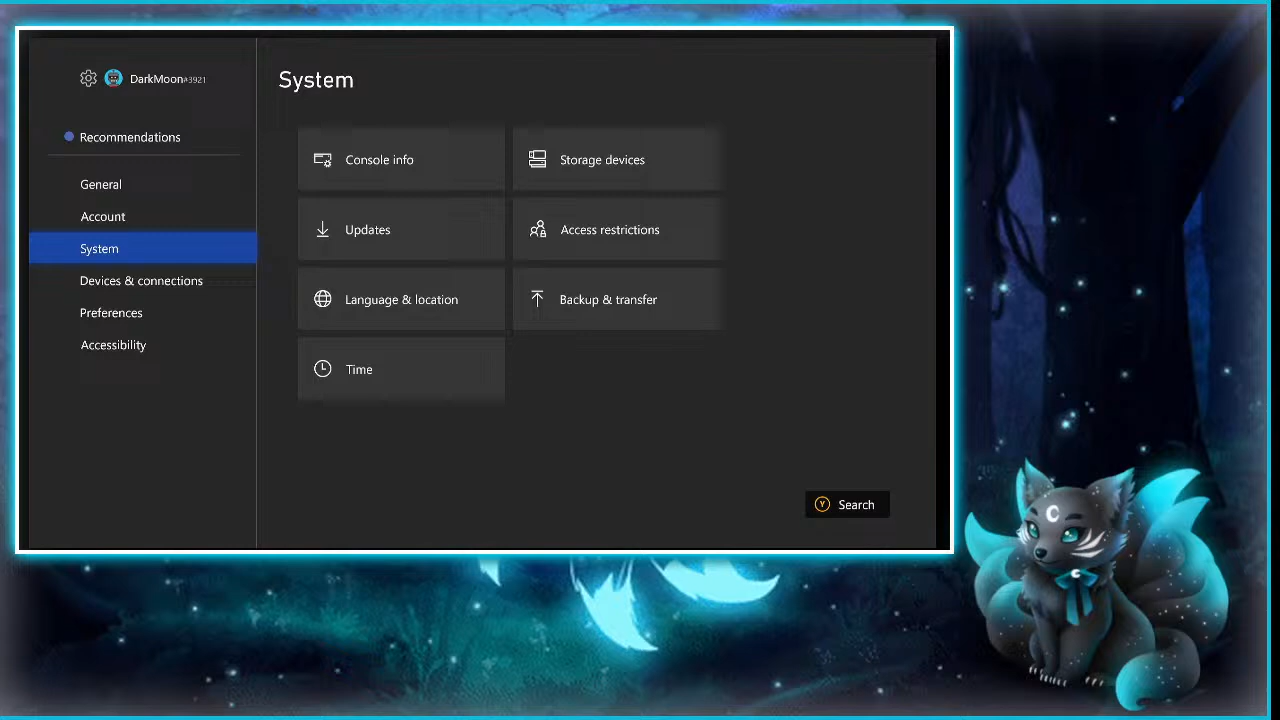 DarkMoon#3921
Recommendations
General
Account
System
Devices & connections
Preferences
Accessibility
System
Console info
Storage devices
Updates
Access restrictions
Language & location
Backup & transfer
Time
Y Search